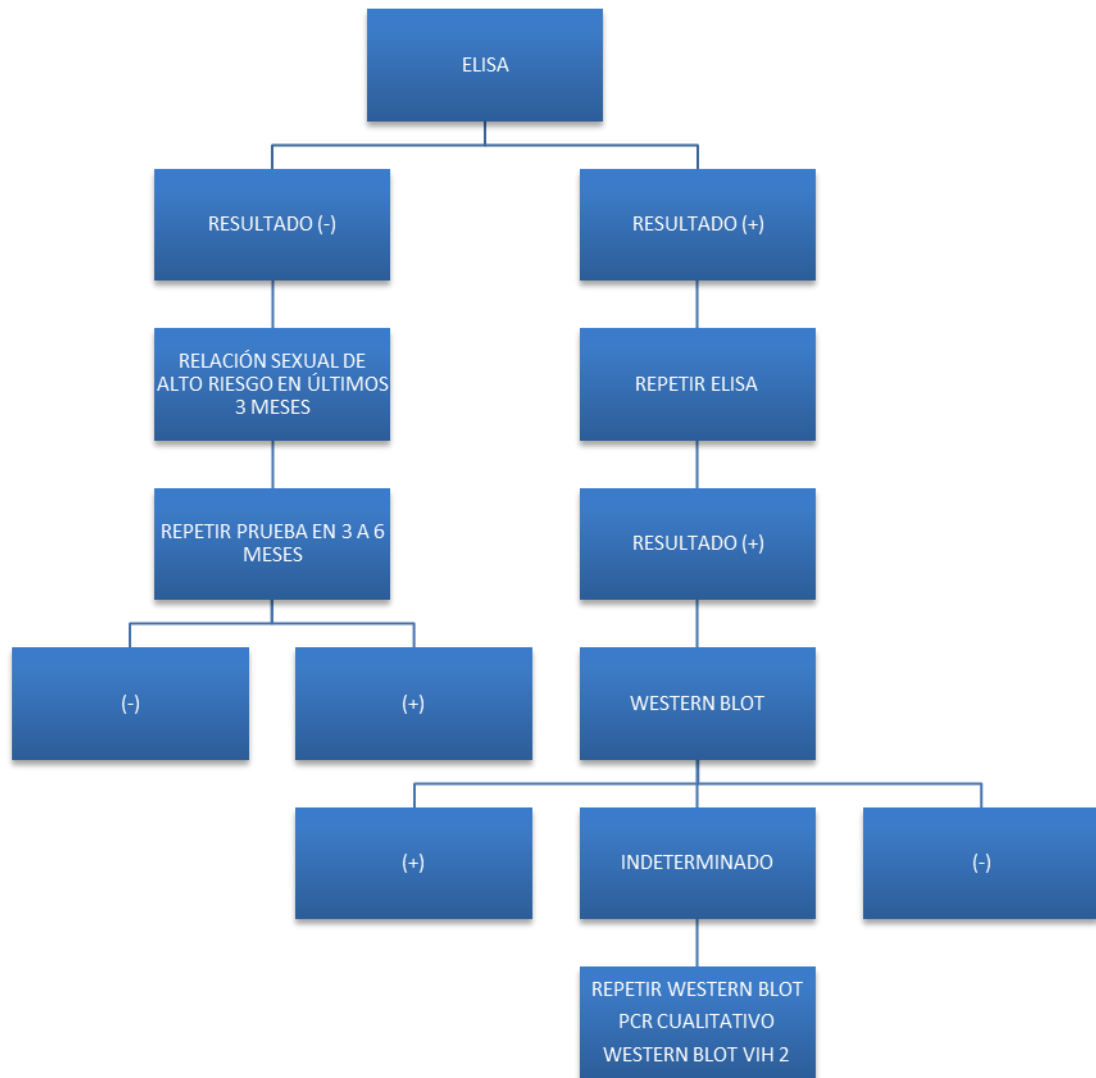 ELISA
RESULTADO (-)
RESULTADO (+)
RELACIÓN SEXUAL DE
ALTO RIESGO EN ÚLTIMOS
3 MESES
REPETIR ELISA
REPETIR PRUEBA EN 3 A 6
MESES
RESULTADO (+)
(-)
(+)
WESTERN BLOT
(+)
INDETERMINADO
(-)
REPETIR WESTERN BLOT
PCR CUALITATIVO
WESTERN BLOT VIH 2